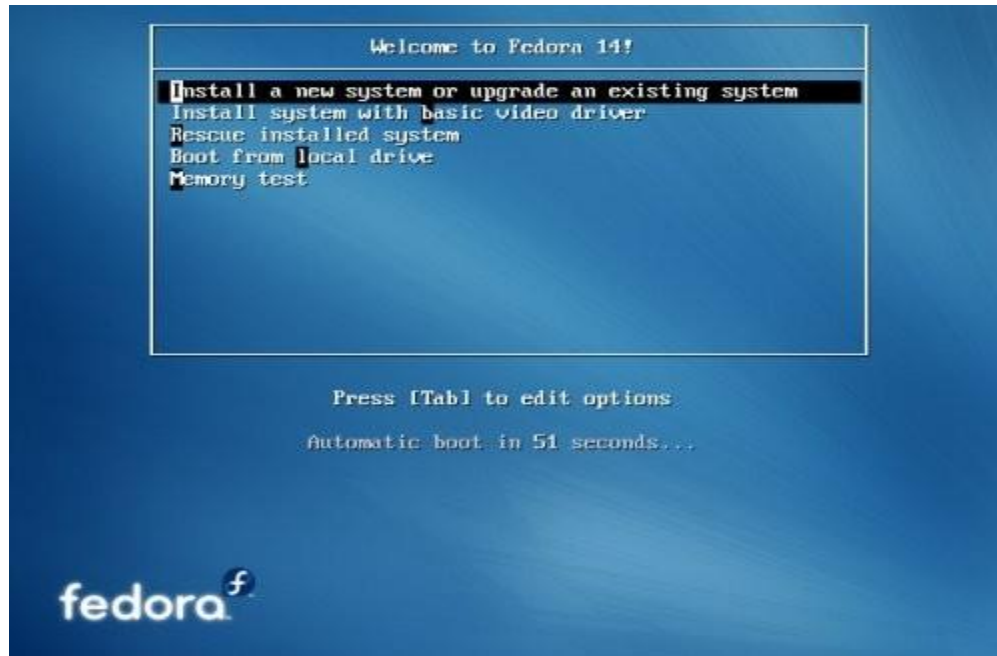 Welcome to Fedora 14!
Install a new system or upgrade an existing system
Install system with basic video driver
Rescue installed system
Boot from local drive
Memory test
Press [Tab] to edit options
Automatic boot in 51 seconds...
fedora